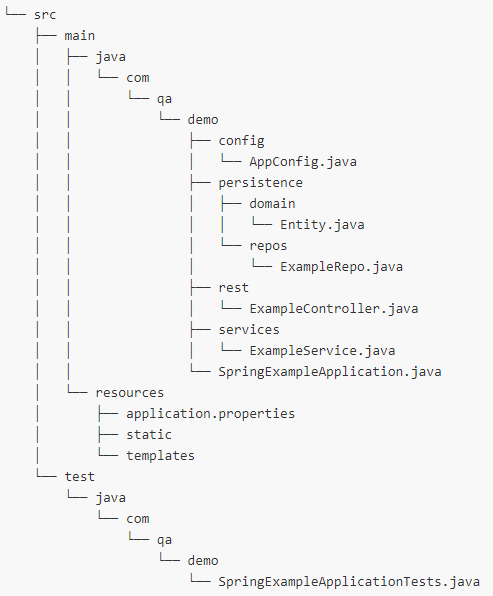 └── src
    ├── main
    │   ├── java
    │   │   └── com
    │   │       └── qa
    │   │           └── demo
    │   │               ├── config
    │   │               │   └── AppConfig.java
    │   │               ├── persistence
    │   │               │   ├── domain
    │   │               │   │   └── Entity.java
    │   │               │   └── repos
    │   │               │       └── ExampleRepo.java
    │   │               ├── rest
    │   │               │   └── ExampleController.java
    │   │               ├── services
    │   │               │   └── ExampleService.java
    │   │               └── SpringExampleApplication.java
    │   └── resources
    │       ├── application.properties
    │       ├── static
    │       └── templates
    └── test
        └── java
            └── com
                └── qa
                    └── demo
                        └── SpringExampleApplicationTests.java